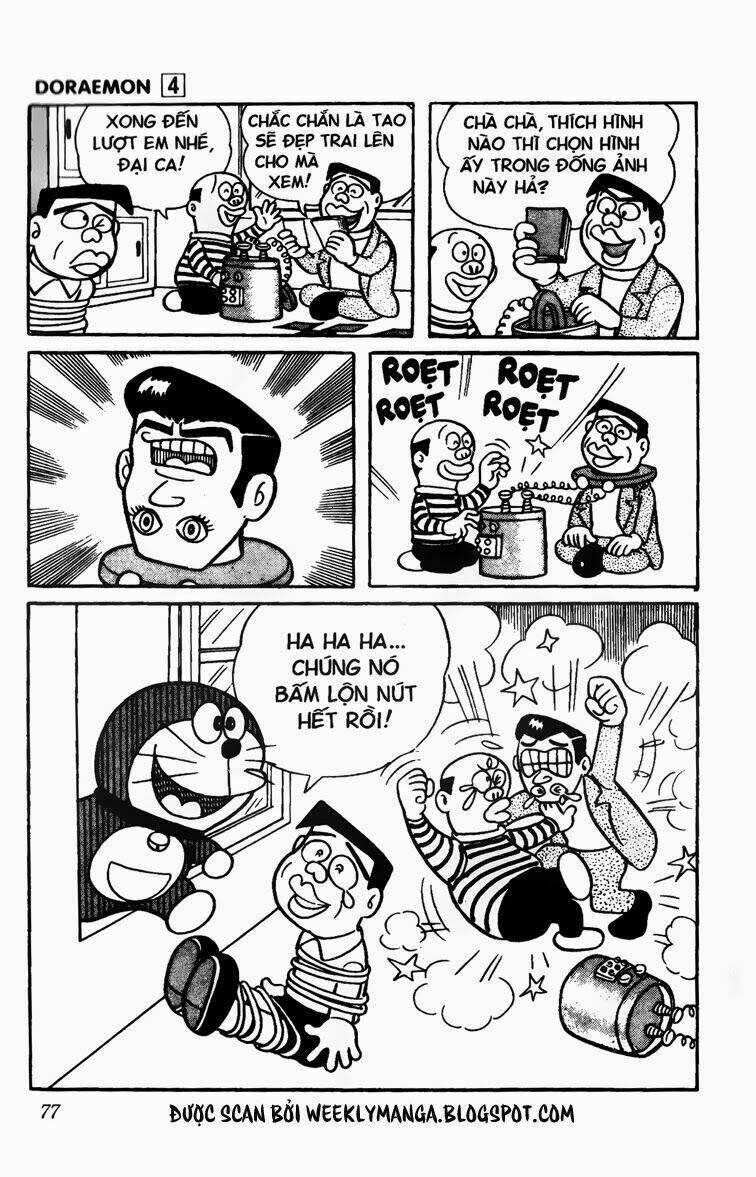 DORAEMON 4
XONG ĐẾN
LƯỢT EM NHÉ,
ĐẠI CA!
CHẮC CHẮN LÀ TAO
SẼ ĐẸP TRAI LÊN
CHO MÀ
XEM!
CHÀ CHÀ, THÍCH HÌNH
NÀO THÌ CHỌN HÌNH
ẤY TRONG ĐỐNG ẢNH
NÀY HẢ?
ROẸT
ROẸT
ROẸT
ROẸT
HA HA HA...
CHÚNG NÓ
BẤM LỘN NÚT
HẾT RỒI!
77
ĐƯỢC SCAN BỞI WEEKLYMANGA.BLOGSPOT.COM